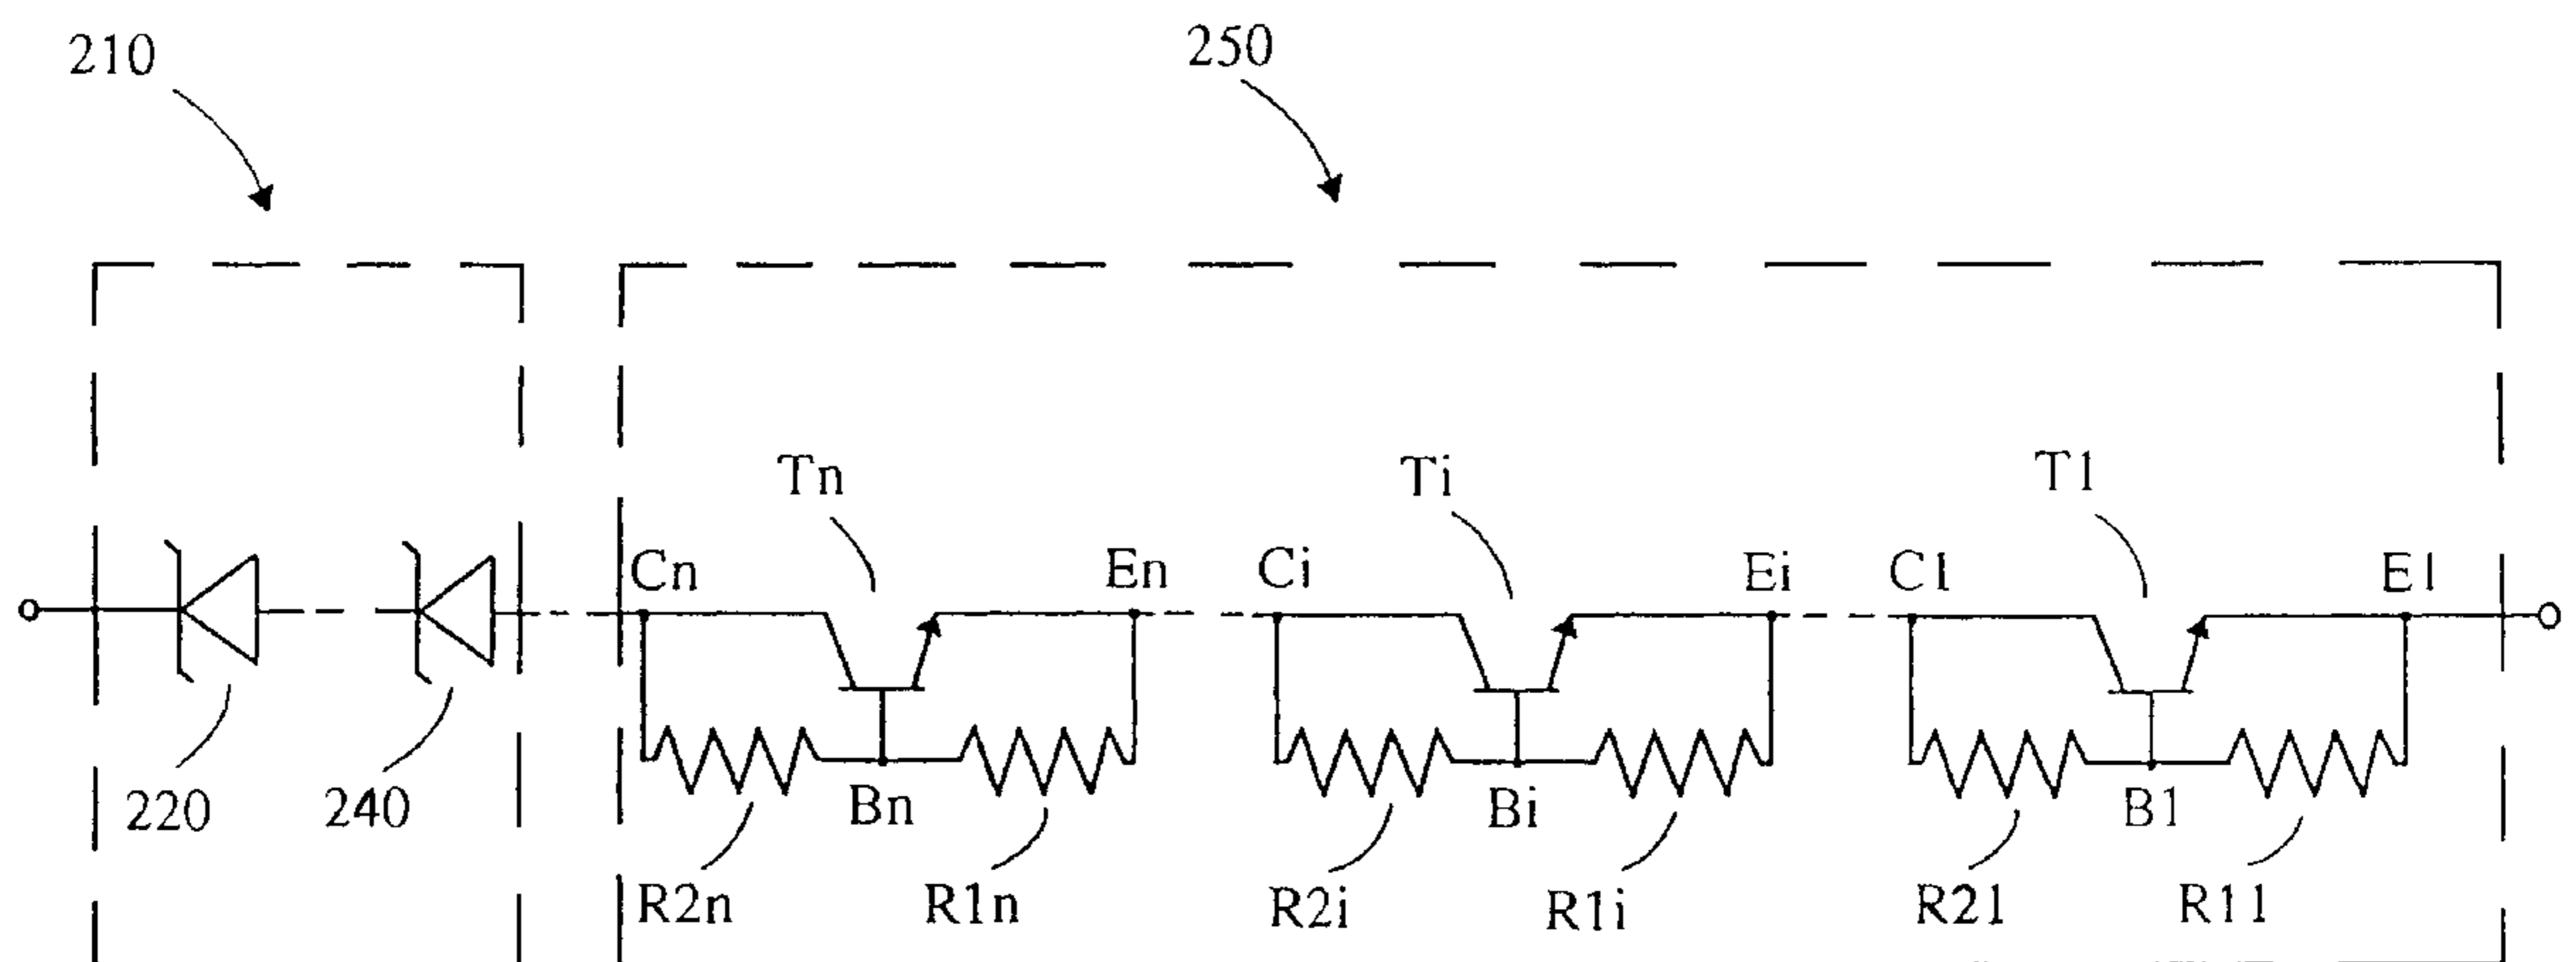 210
250
Tn
Ti
T1
Cn
En
Ci
Ei
C1
E1
220
240
Bn
Bi
B1
R2n
R1n
R2i
R1i
R21
R11